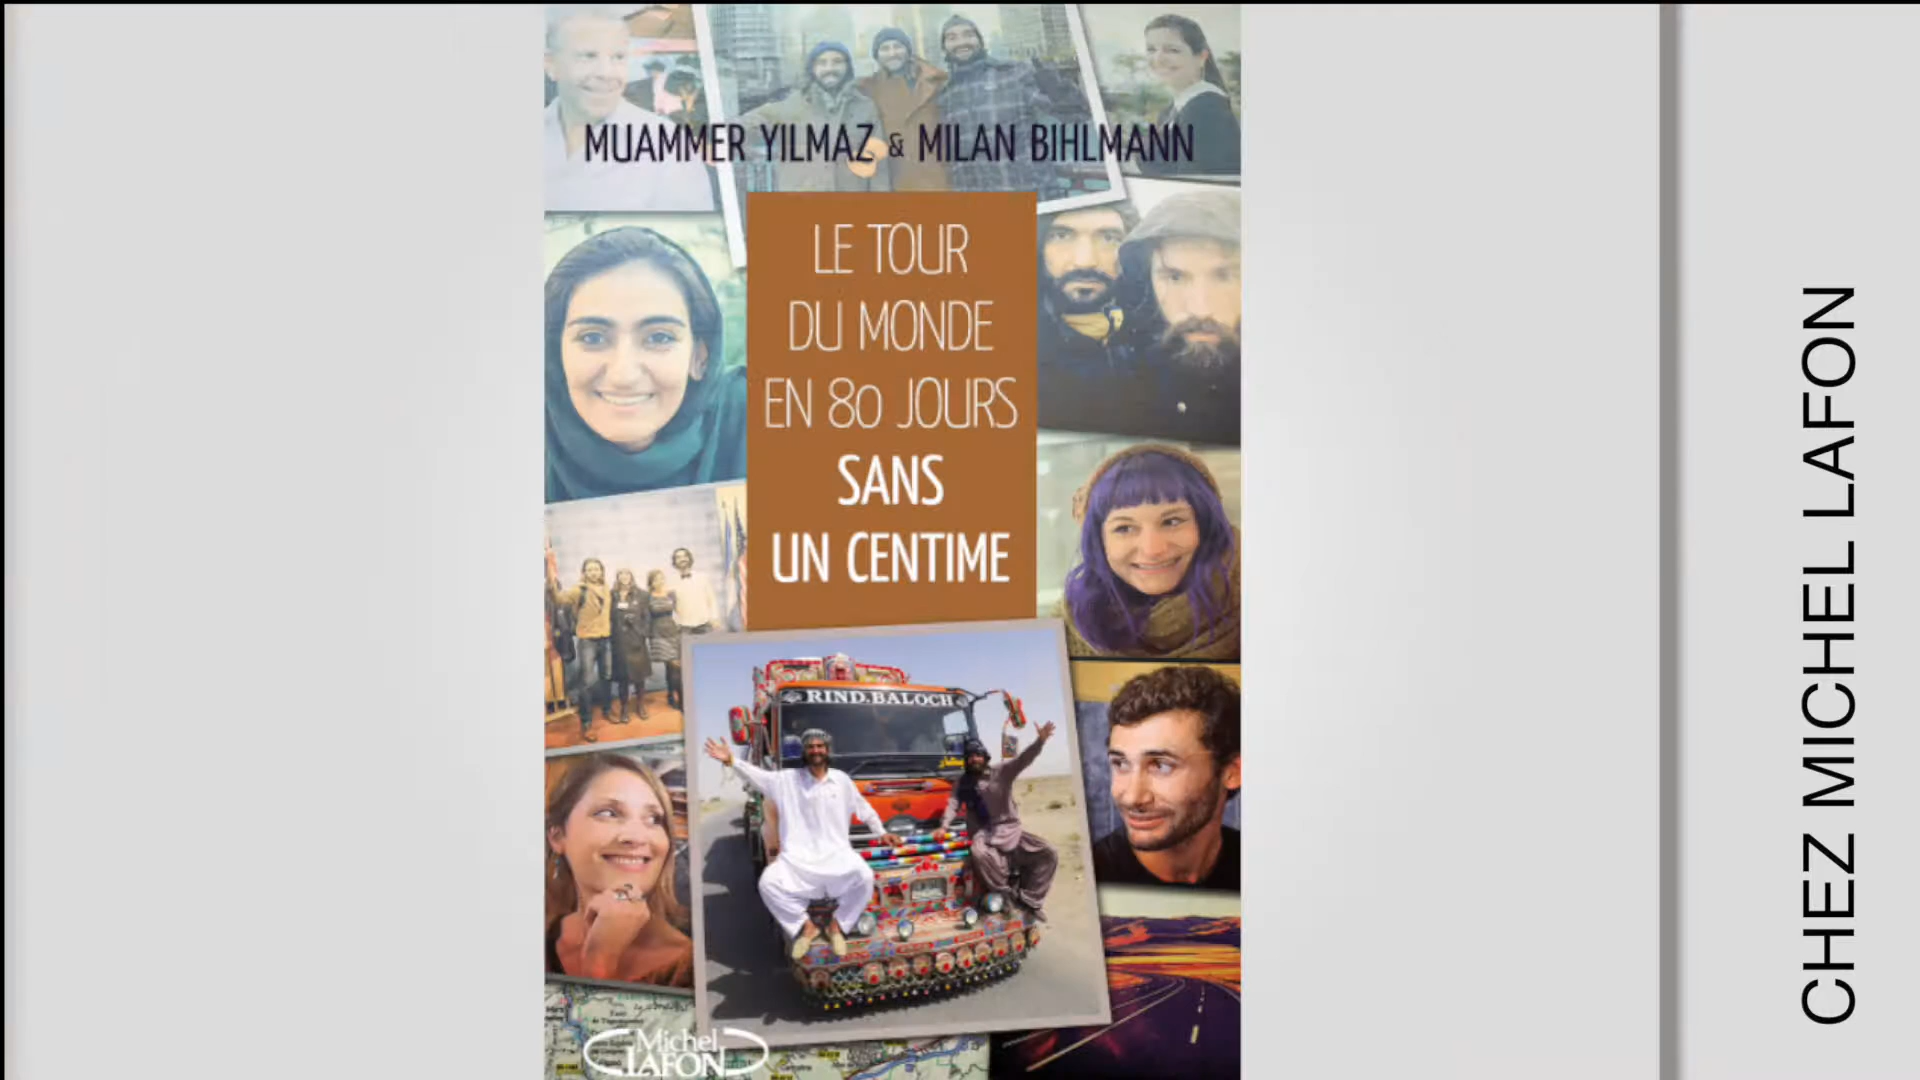 MUAMMER YILMAZ & MILAN BIHLMANN
LE TOUR
DU MONDE
EN 80 JOURS
SANS
UN CENTIME
RIND.BALOCH
Michel
LAFON
CHEZ MICHEL LAFON